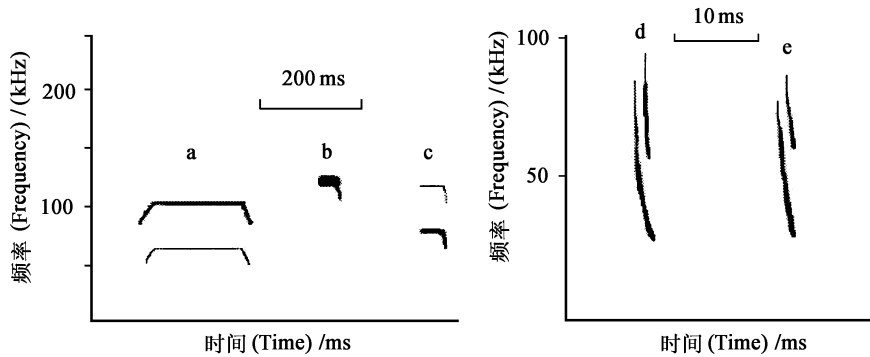 频率 (Frequency) / (kHz)
200
100
200 ms
a
b
c
时间 (Time) /ms
频率 (Frequency) / (kHz)
100
50
10 ms
d
e
时间 (Time) /ms